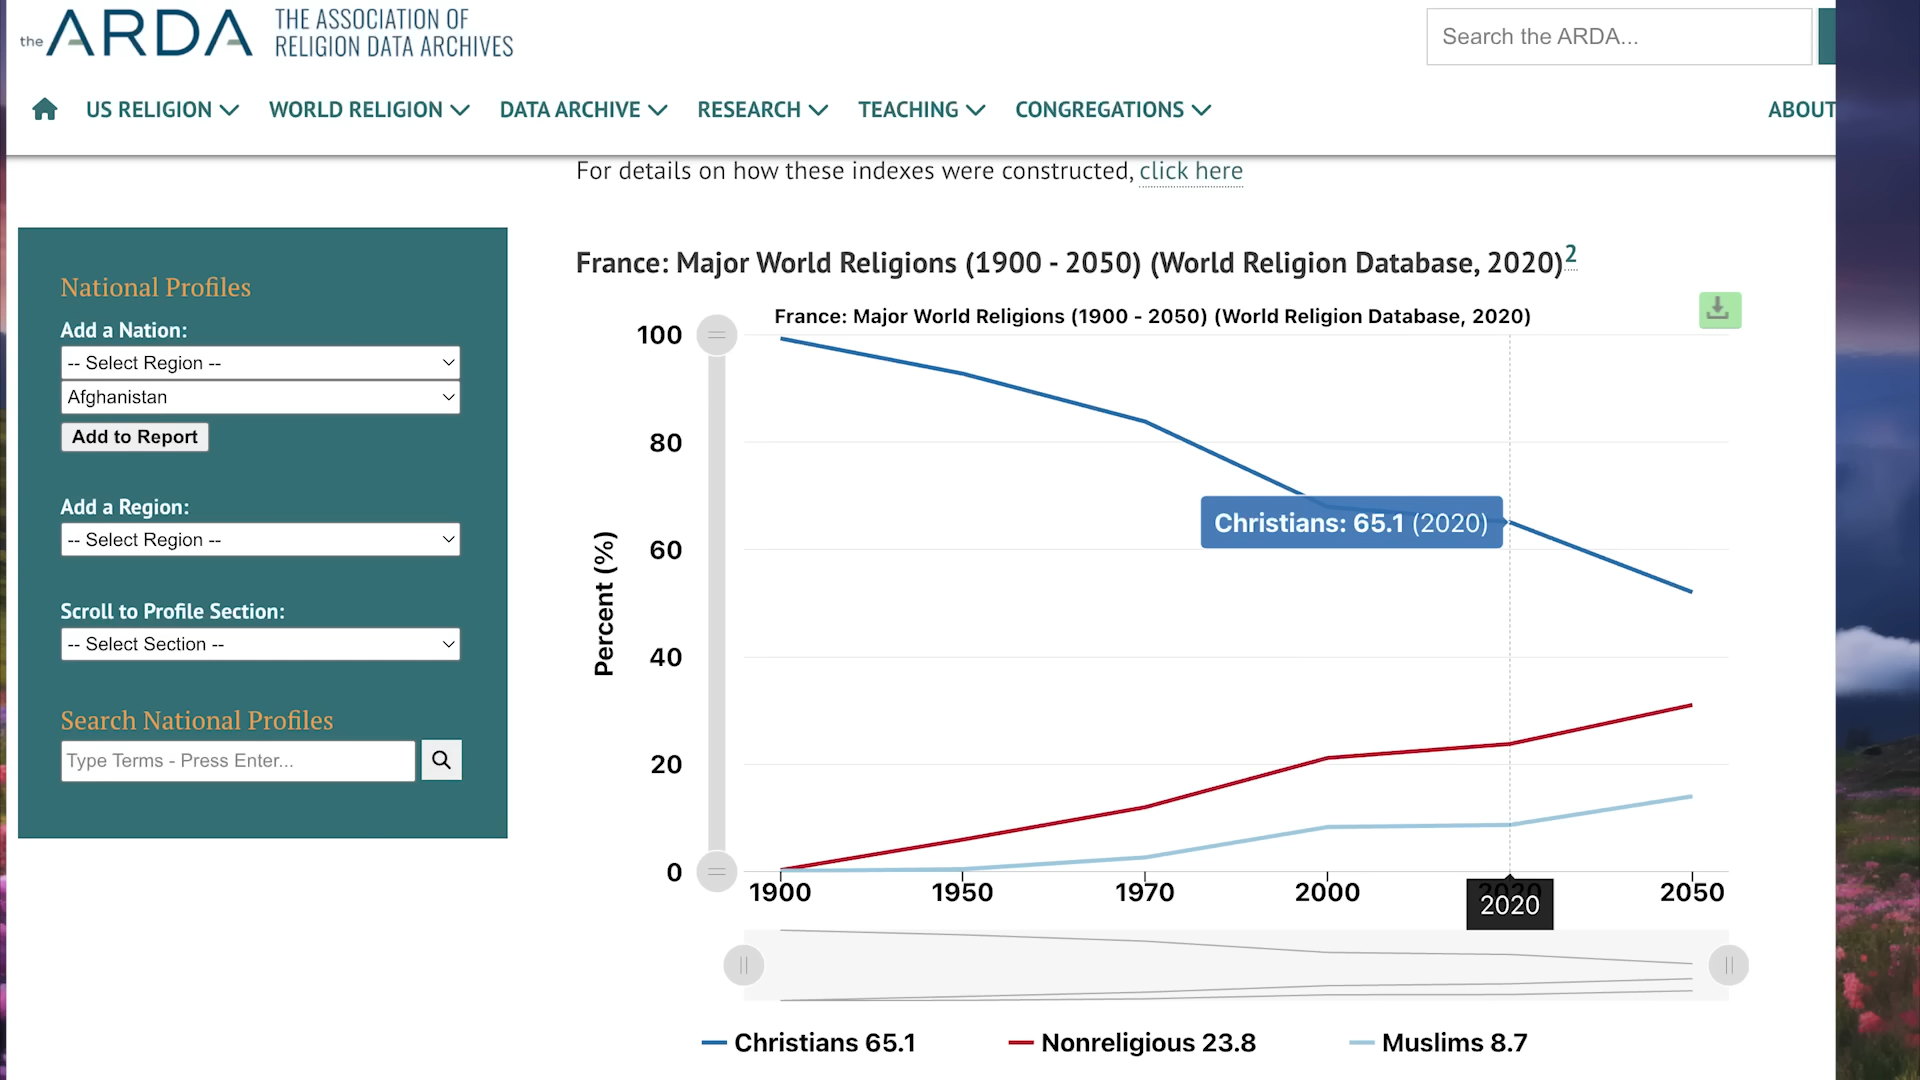 the ARDA THE ASSOCIATION OF
RELIGION DATA ARCHIVES
Search the ARDA...
US RELIGION WORLD RELIGION DATA ARCHIVE RESEARCH TEACHING CONGREGATIONS ABOUT
For details on how these indexes were constructed, click here
National Profiles
Add a Nation:
-- Select Region --
Afghanistan
Add to Report
Add a Region:
-- Select Region --
Scroll to Profile Section:
-- Select Section --
Search National Profiles
Type Terms - Press Enter...
France: Major World Religions (1900 - 2050) (World Religion Database, 2020)2
France: Major World Religions (1900 - 2050) (World Religion Database, 2020)
100
80
60
40
20
0
Percent (%)
Christians: 65.1 (2020)
1900 1950 1970 2000 2020 2050
2020
Christians 65.1 Nonreligious 23.8 Muslims 8.7